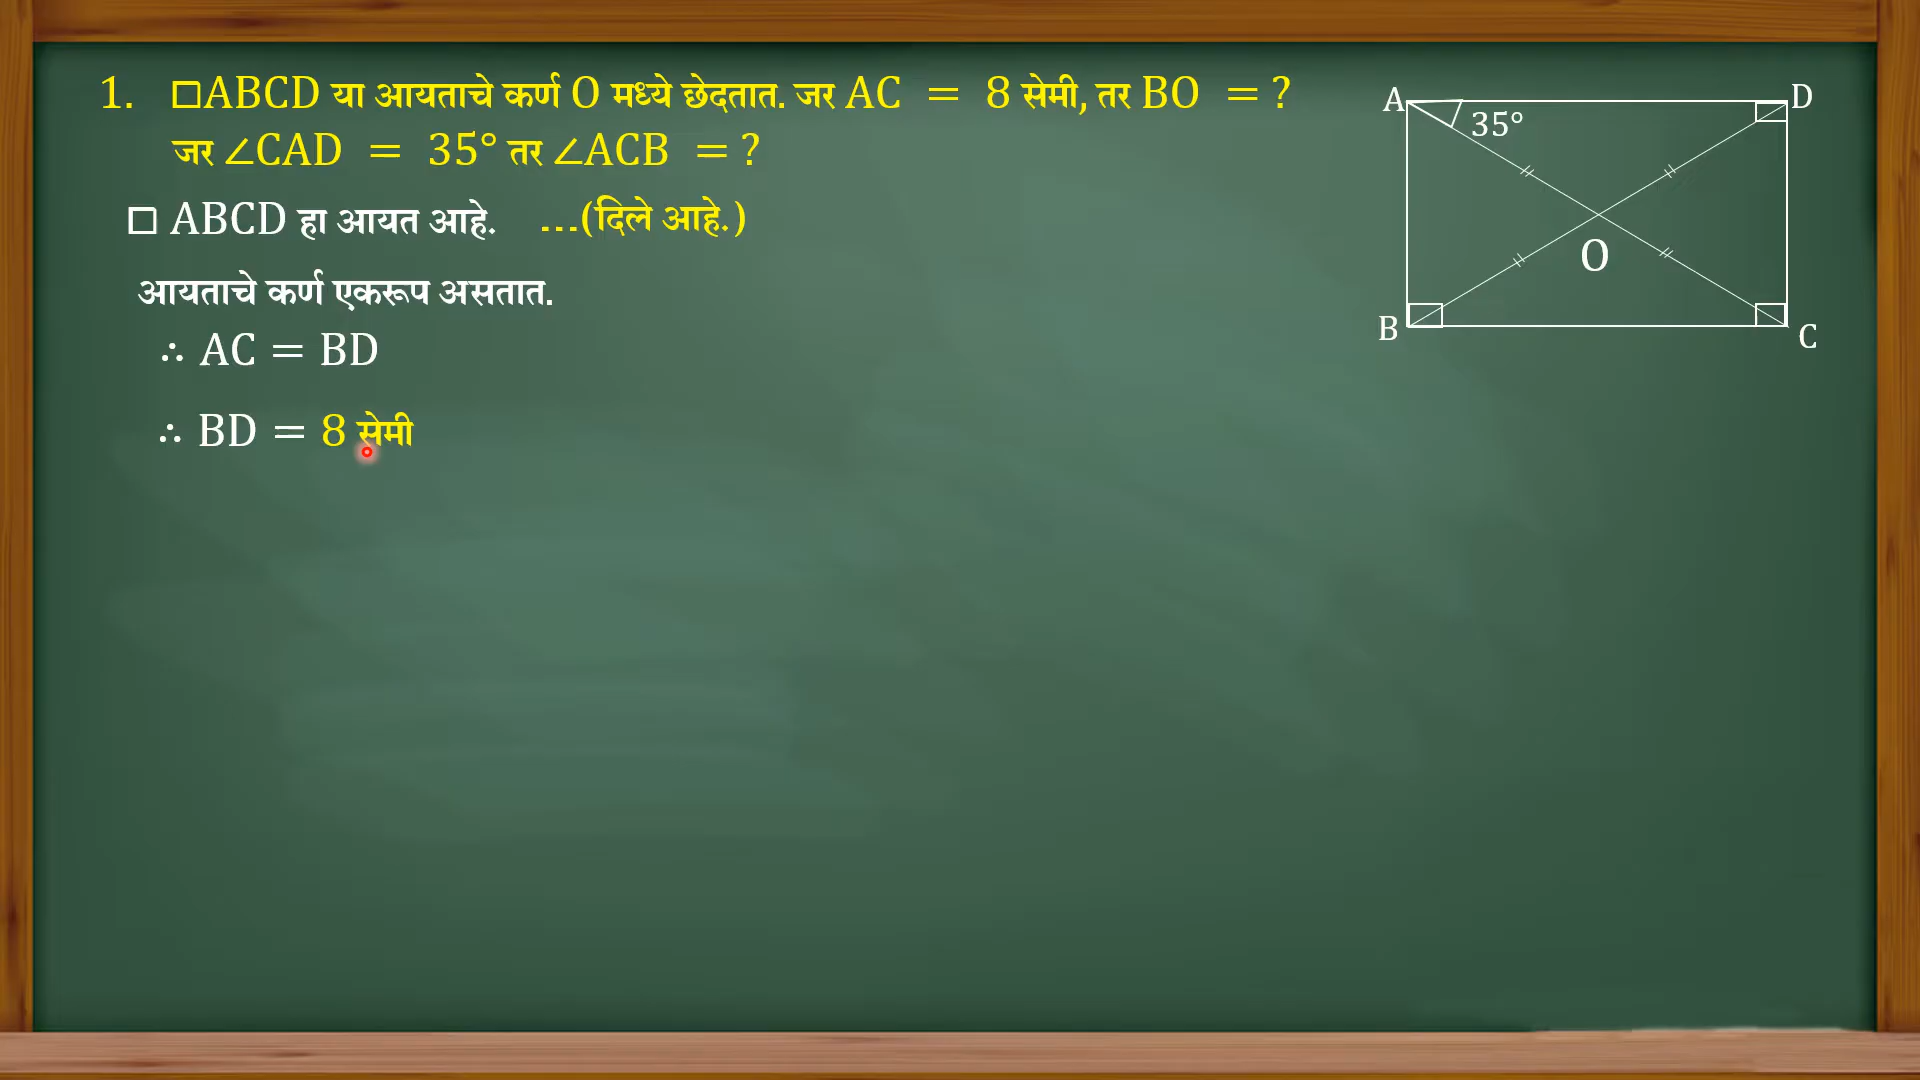 1. □ABCD या आयताचे कर्ण O मध्ये छेदतात. जर AC = 8 सेमी, तर BO = ?
जर ∠CAD = 35° तर ∠ACB = ?
□ ABCD हा आयत आहे. ...(दिले आहे.)
आयताचे कर्ण एकरूप असतात.
∴ AC = BD
∴ BD = 8 सेमी
A
D
35°
O
B
C